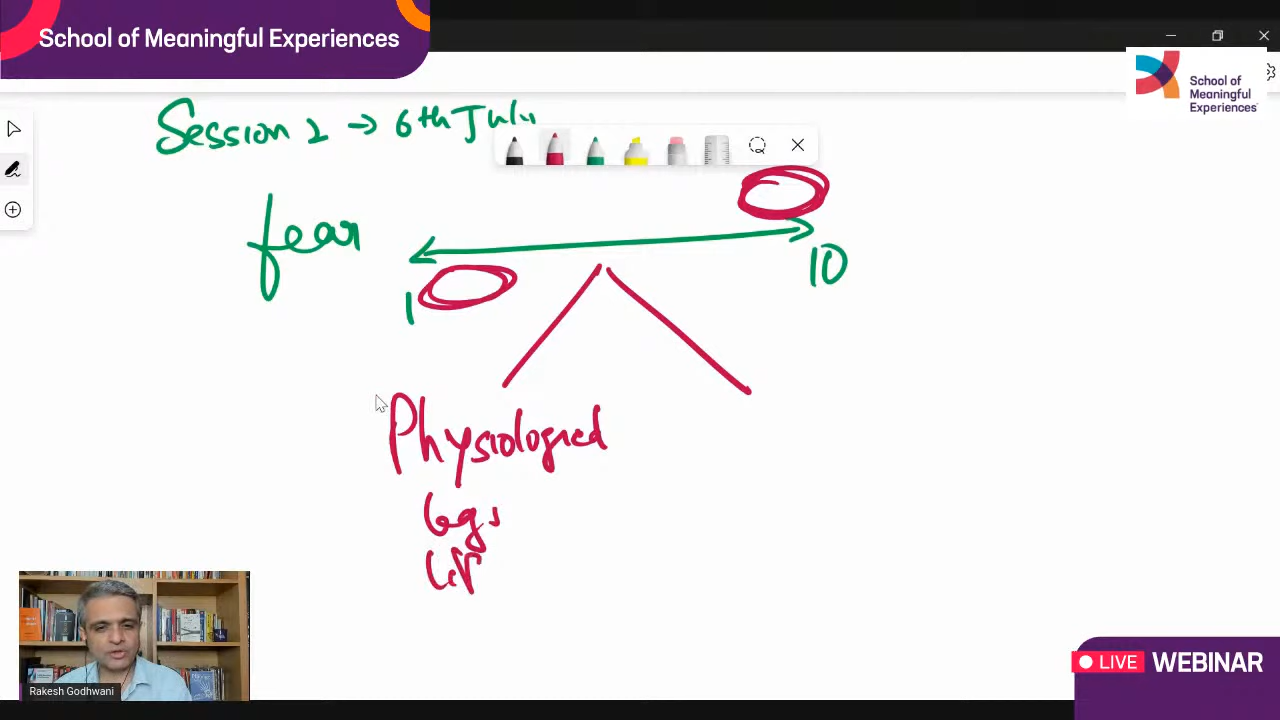 School of Meaningful Experiences
School of
Meaningful
Experiences
Session 2 → 6th July
fear
1
10
Physiological
legs
Rakesh Godhwani
LIVE WEBINAR